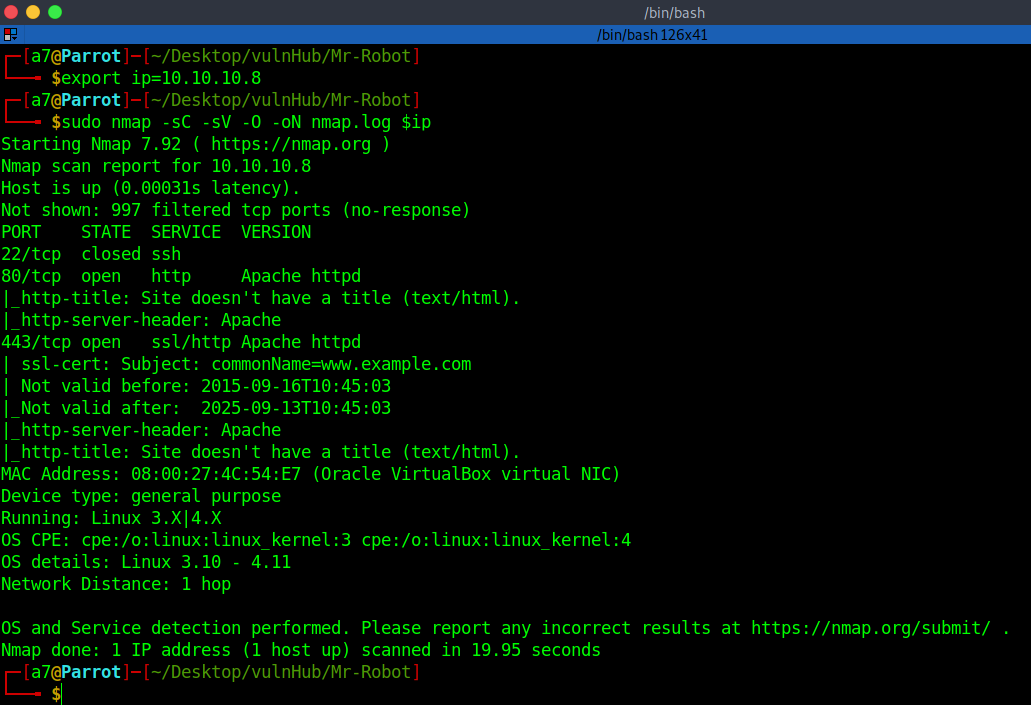 /bin/bash
/bin/bash 126x41
┌─[a7@Parrot]─[~/Desktop/vulnHub/Mr-Robot]
└──╼ $export ip=10.10.10.8
┌─[a7@Parrot]─[~/Desktop/vulnHub/Mr-Robot]
└──╼ $sudo nmap -sC -sV -O -oN nmap.log $ip
Starting Nmap 7.92 ( https://nmap.org )
Nmap scan report for 10.10.10.8
Host is up (0.00031s latency).
Not shown: 997 filtered tcp ports (no-response)
PORT    STATE  SERVICE  VERSION
22/tcp  closed ssh
80/tcp  open   http     Apache httpd
|_http-title: Site doesn't have a title (text/html).
|_http-server-header: Apache
443/tcp open   ssl/http Apache httpd
| ssl-cert: Subject: commonName=www.example.com
| Not valid before: 2015-09-16T10:45:03
|_Not valid after:  2025-09-13T10:45:03
|_http-server-header: Apache
|_http-title: Site doesn't have a title (text/html).
MAC Address: 08:00:27:4C:54:E7 (Oracle VirtualBox virtual NIC)
Device type: general purpose
Running: Linux 3.X|4.X
OS CPE: cpe:/o:linux:linux_kernel:3 cpe:/o:linux:linux_kernel:4
OS details: Linux 3.10 - 4.11
Network Distance: 1 hop

OS and Service detection performed. Please report any incorrect results at https://nmap.org/submit/ .
Nmap done: 1 IP address (1 host up) scanned in 19.95 seconds
┌─[a7@Parrot]─[~/Desktop/vulnHub/Mr-Robot]
└──╼ $